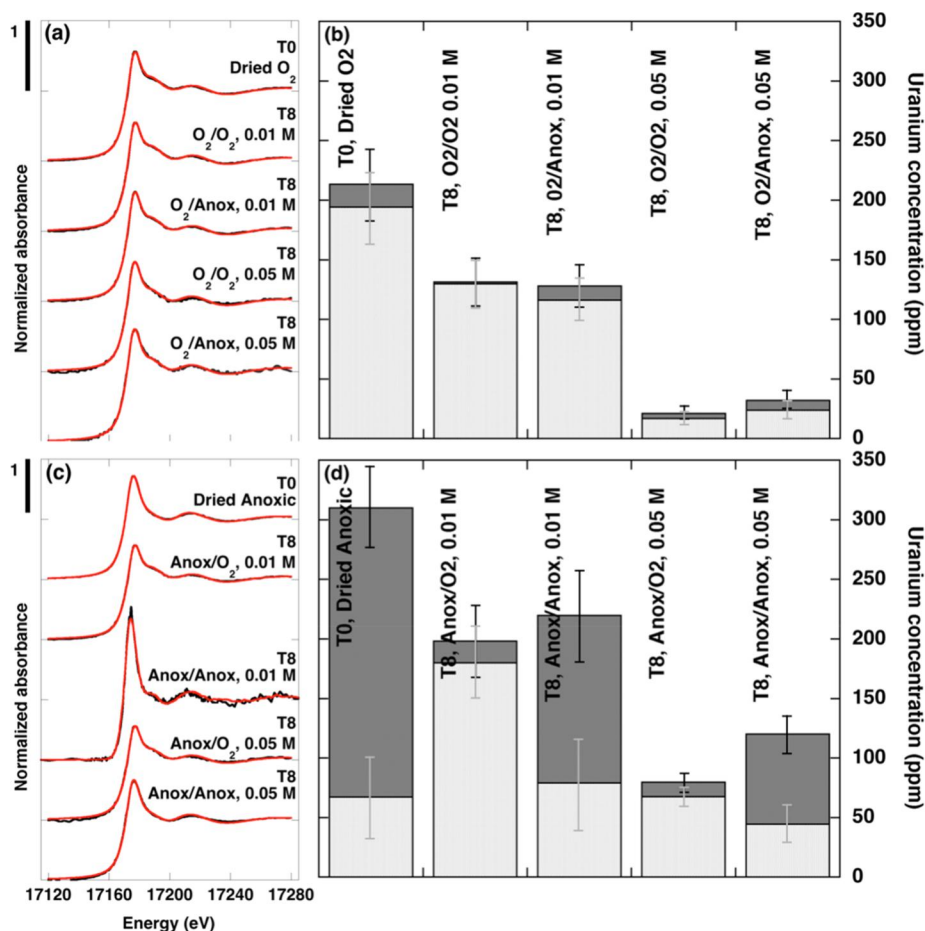 1
(a)
T0
Dried O2
T8
O2/O2, 0.01 M
T8
O2/Anox, 0.01 M
T8
O2/O2, 0.05 M
T8
O2/Anox, 0.05 M
Normalized absorbance
(b)
T0, Dried O2
T8, O2/O2 0.01 M
T8, 02/Anox, 0.01 M
T8, O2/O2, 0.05 M
T8, O2/Anox, 0.05 M
350
300
250
200
150
100
50
0
Uranium concentration (ppm)
1
(c)
T0
Dried Anoxic
T8
Anox/O2, 0.01 M
T8
Anox/Anox, 0.01 M
T8
Anox/O2, 0.05 M
T8
Anox/Anox, 0.05 M
Normalized absorbance
17120
17160
17200
17240
17280
Energy (eV)
(d)
T0, Dried Anoxic
T8, Anox/O2, 0.01 M
T8, Anox/Anox, 0.01 M
T8, Anox/O2, 0.05 M
T8, Anox/Anox, 0.05 M
350
300
250
200
150
100
50
0
Uranium concentration (ppm)